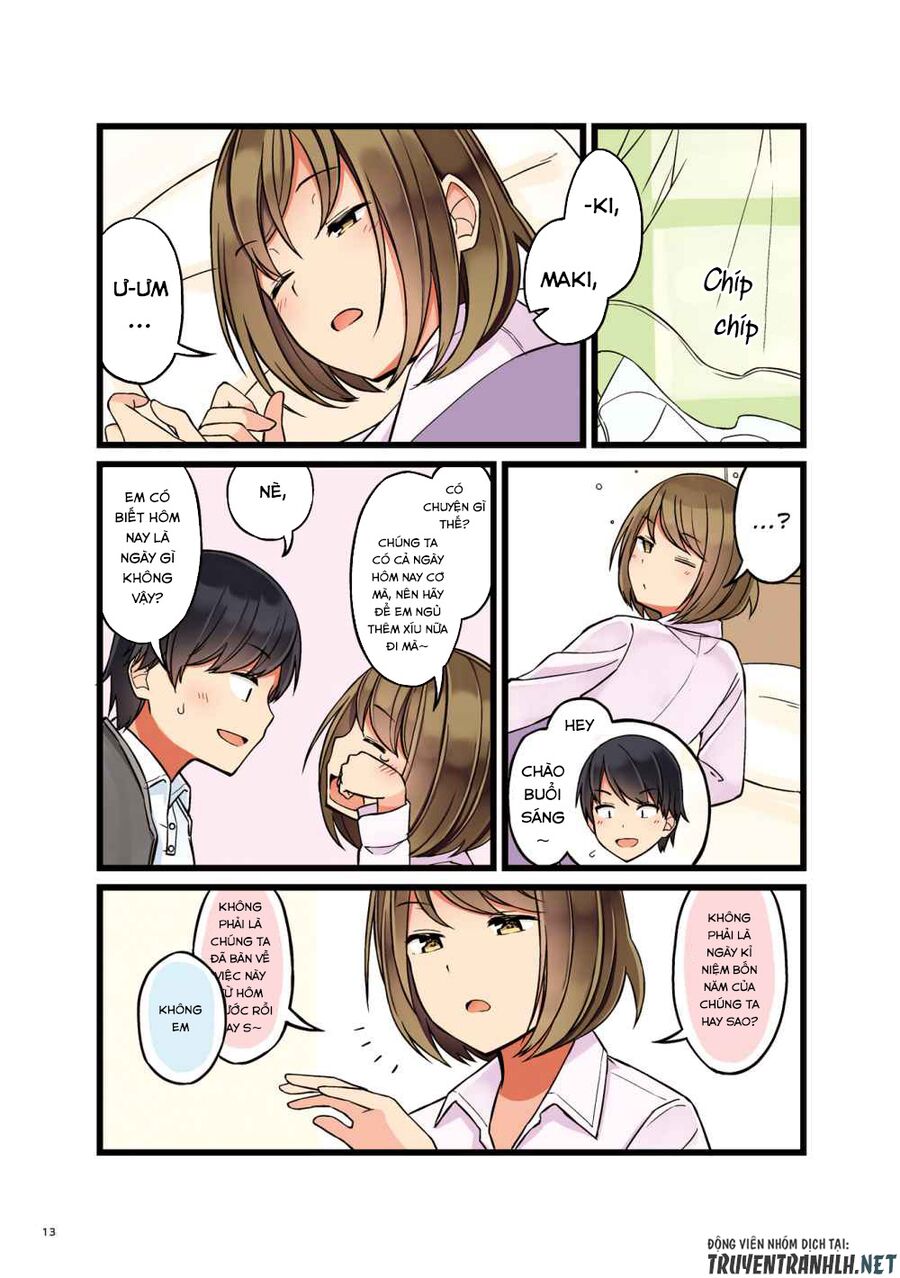 Chíp
chíp
-KI,
MAKI,
Ư-ƯM
...
...?
HEY
CHÀO
BUỔI
SÁNG
~
CÓ
CHUYỆN GÌ
THẾ?
CHÚNG TA
CÓ CẢ NGÀY
HÔM NAY CƠ
MÀ, NÊN HÃY
ĐỂ EM NGỦ
THÊM XÍU NỮA
ĐI MÀ~
NÈ,
EM CÓ
BIẾT HÔM
NAY LÀ
NGÀY GÌ
KHÔNG
VẬY?
KHÔNG
PHẢI LÀ
NGÀY KỈ
NIỆM BỐN
NĂM CỦA
CHÚNG TA
HAY SAO?
KHÔNG
PHẢI LÀ
CHÚNG TA
ĐÃ BÀN VỀ
VIỆC NÀY
HÔM
RỒI
S~
KHÔNG
EM
13
ĐỘNG VIÊN NHÓM DỊCH TẠI:
TRUYENTRANHLH.NET